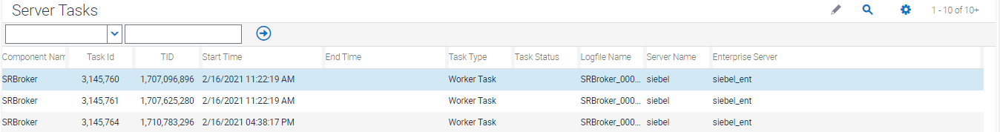 Server Tasks 1 - 10 of 10+
Component Nam Task Id TID Start Time End Time Task Type Task Status Logfile Name Server Name Enterprise Server
SRBroker 3,145,760 1,707,096,896 2/16/2021 11:22:19 AM Worker Task SRBroker_000... siebel siebel_ent
SRBroker 3,145,761 1,707,625,280 2/16/2021 11:22:19 AM Worker Task SRBroker_000... siebel siebel_ent
SRBroker 3,145,764 1,710,783,296 2/16/2021 04:38:17 PM Worker Task SRBroker_000... siebel siebel_ent